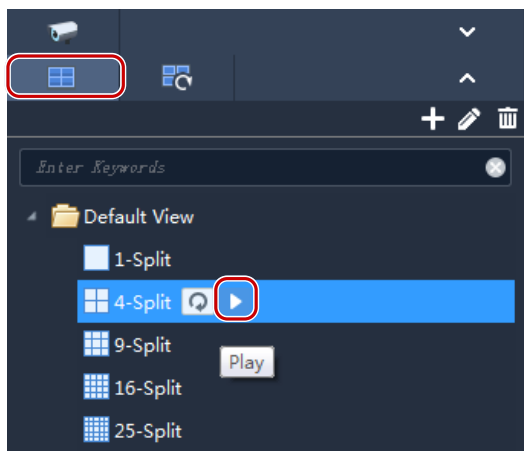 Enter Keywords
Default View
1-Split
4-Split
9-Split
Play
16-Split
25-Split